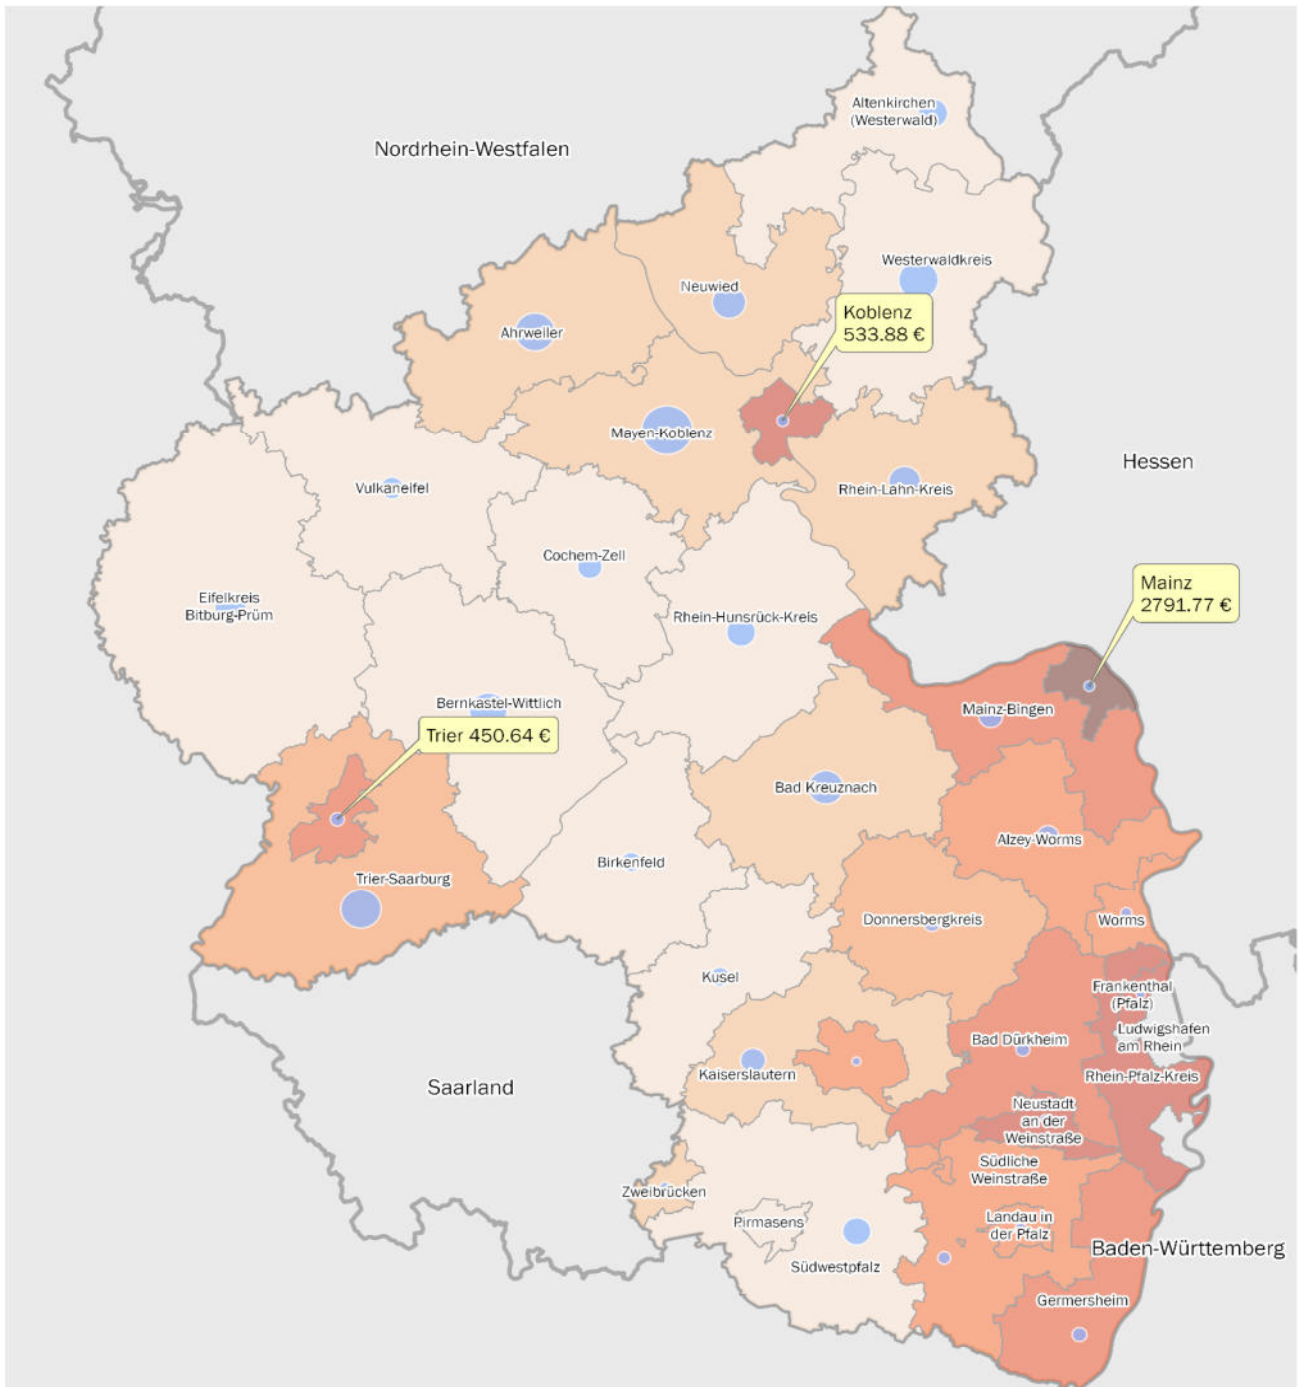 Altenkirchen
(Westerwald)
Nordrhein-Westfalen
Westerwaldkreis
Neuwied
Koblenz
533.88 €
Ahrweiler
Mayen-Koblenz
Hessen
Vulkaneifel
Rhein-Lahn-Kreis
Cochem-Zell
Mainz
2791.77 €
Eifelkreis
Bitburg-Prüm
Rhein-Hunsrück-Kreis
Bernkastel-Wittlich
Mainz-Bingen
Trier 450.64 €
Bad Kreuznach
Alzey-Worms
Birkenfeld
Trier-Saarburg
Donnersbergkreis
Worms
Kusel
Frankenthal
(Pfalz)
Ludwigshafen
am Rhein
Bad Dürkheim
Kaiserslautern
Rhein-Pfalz-Kreis
Saarland
Neustadt
an der
Weinstraße
Südliche
Weinstraße
Zweibrücken
Pirmasens
Landau in
der Pfalz
Baden-Württemberg
Südwestpfalz
Germersheim